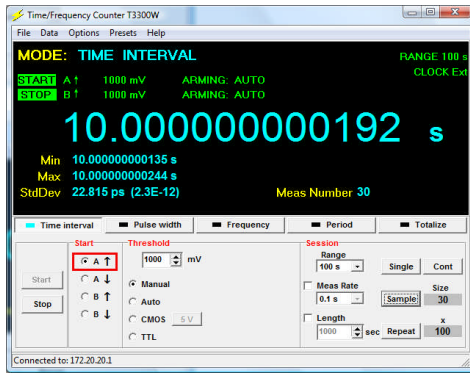 Time/Frequency Counter T3300W
File Data Options Presets Help
MODE: TIME INTERVAL RANGE 100 s
CLOCK Ext
START A ↑ 1000 mV ARMING: AUTO
STOP B ↑ 1000 mV ARMING: AUTO
10.000000000192 s
Min 10.000000000135 s
Max 10.000000000244 s
StdDev 22.815 ps (2.3E-12) Meas Number 30
Time interval Pulse width Frequency Period Totalize
Start Threshold Session
A ↑ 1000 mV Range
100 s Single Cont
Start A ↓ Manual Meas Rate Size
Stop B ↑ Auto 0.1 s Sample 30
B ↓ CMOS 5 V Length x
TTL 1000 sec Repeat 100
Connected to: 172.20.20.1